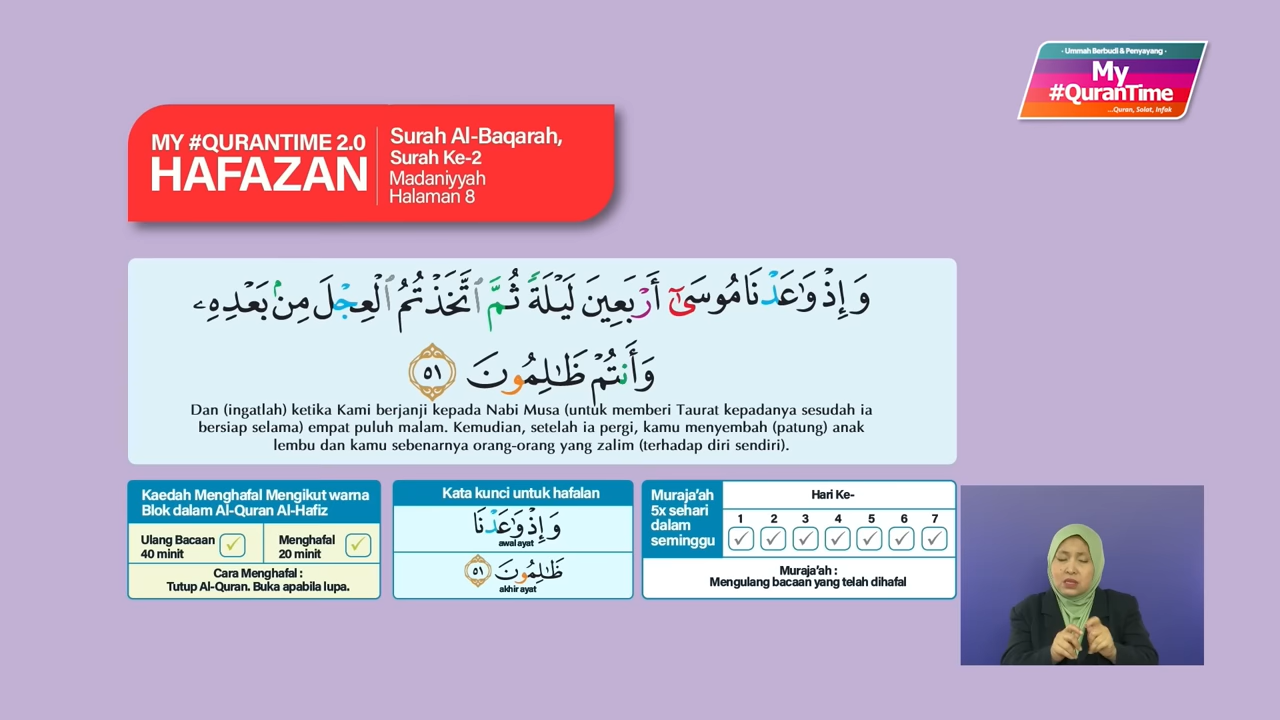 - Ummah Berbudi & Penyayang -
My
#QuranTime
...Quran, Solat, Infak
MY #QURANTIME 2.0
HAFAZAN
Surah Al-Baqarah,
Surah Ke-2
Madaniyyah
Halaman 8
وَإِذْ وَٰعَدْنَا مُوسَىٰٓ أَرْبَعِينَ لَيْلَةً ثُمَّ ٱتَّخَذْتُمُ ٱلْعِجْلَ مِنۢ بَعْدِهِۦ
وَأَنتُمْ ظَٰلِمُونَ ٥١
Dan (ingatlah) ketika Kami berjanji kepada Nabi Musa (untuk memberi Taurat kepadanya sesudah ia
bersiap selama) empat puluh malam. Kemudian, setelah ia pergi, kamu menyembah (patung) anak
lembu dan kamu sebenarnya orang-orang yang zalim (terhadap diri sendiri).
Kaedah Menghafal Mengikut warna
Blok dalam Al-Quran Al-Hafiz
Ulang Bacaan
40 minit
Menghafal
20 minit
Cara Menghafal :
Tutup Al-Quran. Buka apabila lupa.
Kata kunci untuk hafalan
وَإِذْ وَٰعَدْنَا
awal ayat
ظَٰلِمُونَ ٥١
akhir ayat
Muraja'ah
5x sehari
dalam
seminggu
Hari Ke-
1 2 3 4 5 6 7
Muraja'ah :
Mengulang bacaan yang telah dihafal